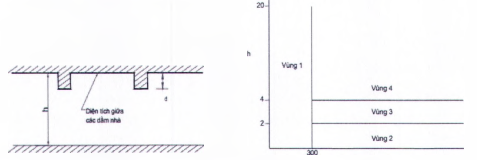 h
d
Diện tích giữa
các dầm nhà
20
h
Vùng 1
Vùng 4
4
Vùng 3
2
Vùng 2
300